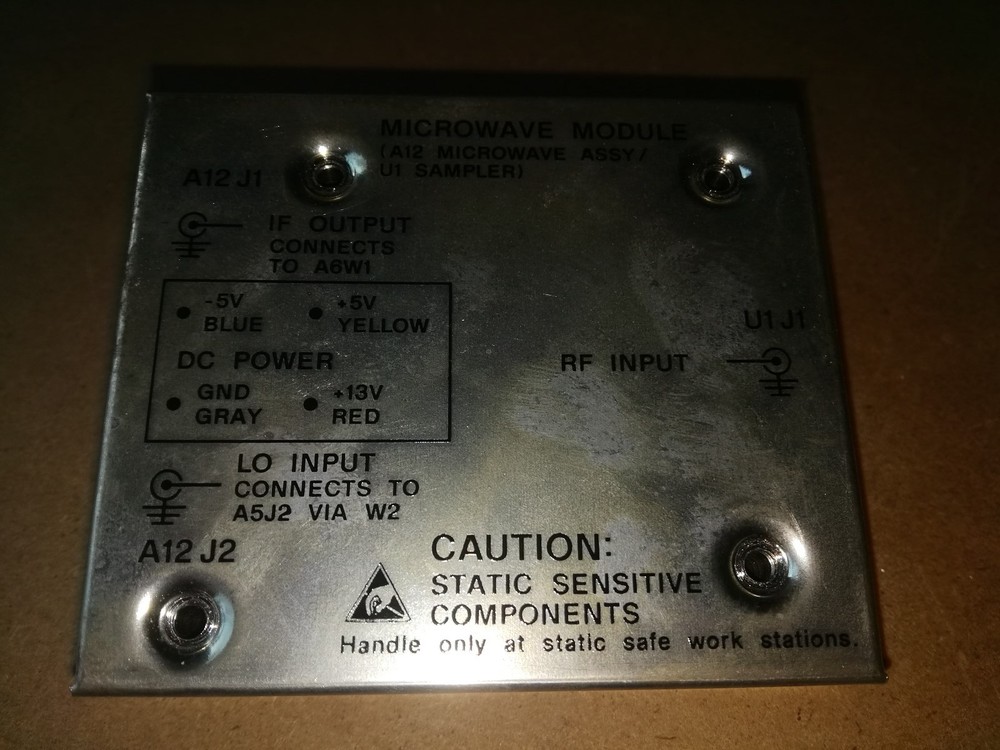 MICROWAVE MODULE
(A12 MICROWAVE ASSY/
U1 SAMPLER)
A12 J1
IF OUTPUT
CONNECTS
TO A6W1
-5V
BLUE
+5V
YELLOW
DC POWER
GND
GRAY
+13V
RED
U1 J1
RF INPUT
LO INPUT
CONNECTS TO
A5J2 VIA W2
A12 J2
CAUTION:
STATIC SENSITIVE
COMPONENTS
Handle only at static safe work stations.